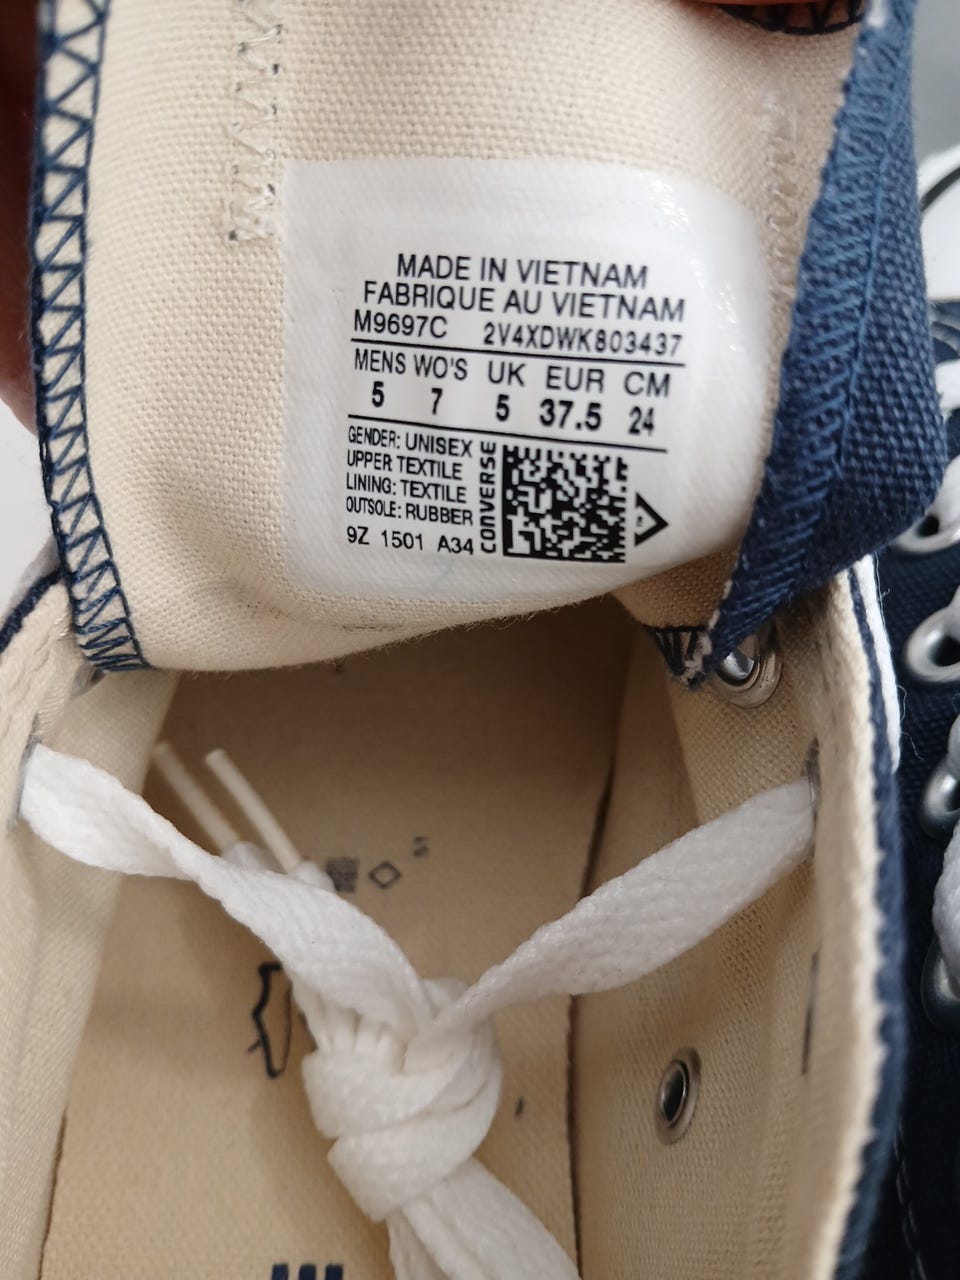 MADE IN VIETNAM
FABRIQUE AU VIETNAM
M9697C 2V4XDWK803437
MENS WO'S UK EUR CM
5 7 5 37.5 24
GENDER: UNISEX
UPPER TEXTILE
LINING: TEXTILE
OUTSOLE: RUBBER
9Z 1501 A34
CONVERSE